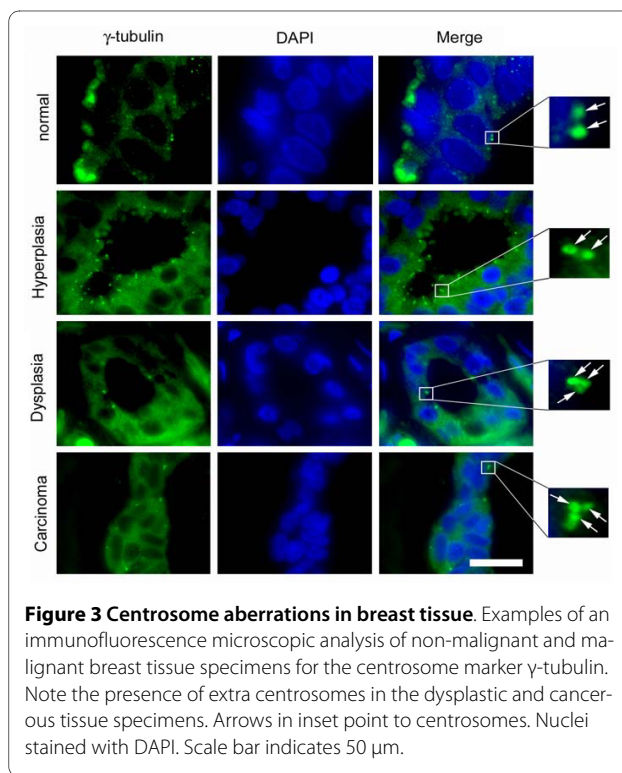 γ-tubulin DAPI Merge
normal
Hyperplasia
Dysplasia
Carcinoma
Figure 3 Centrosome aberrations in breast tissue. Examples of an
immunofluorescence microscopic analysis of non-malignant and ma-
lignant breast tissue specimens for the centrosome marker γ-tubulin.
Note the presence of extra centrosomes in the dysplastic and cancer-
ous tissue specimens. Arrows in inset point to centrosomes. Nuclei
stained with DAPI. Scale bar indicates 50 μm.